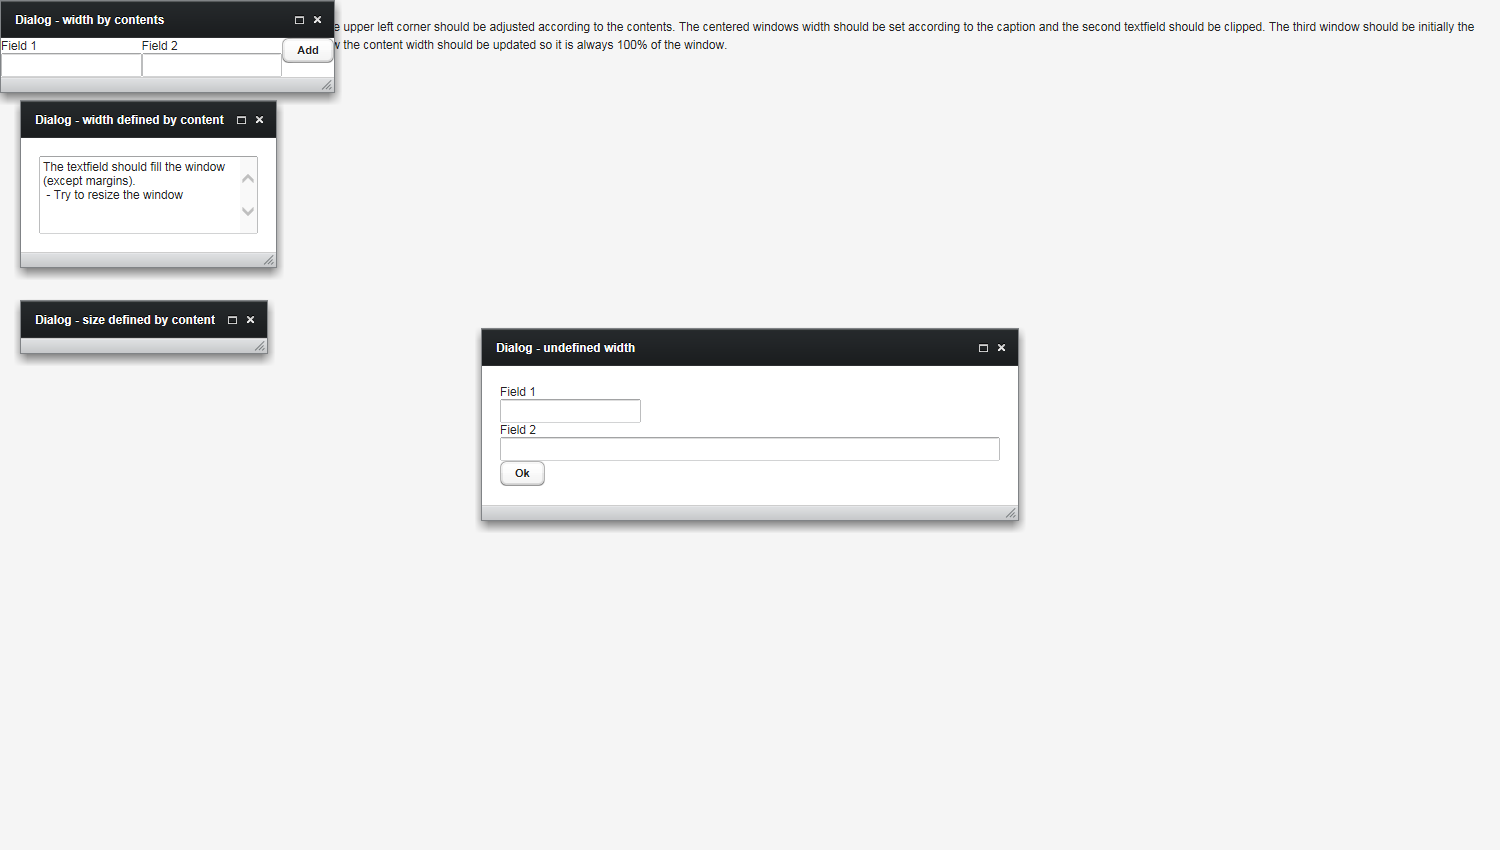 Dialog - width by contents
upper left corner should be adjusted according to the contents. The centered windows width should be set according to the caption and the second textfield should be clipped. The third window should be initially the
the content width should be updated so it is always 100% of the window.
Field 1
Field 2
Add
Dialog - width defined by content
The textfield should fill the window
(except margins).
- Try to resize the window
Dialog - size defined by content
Dialog - undefined width
Field 1
Field 2
Ok